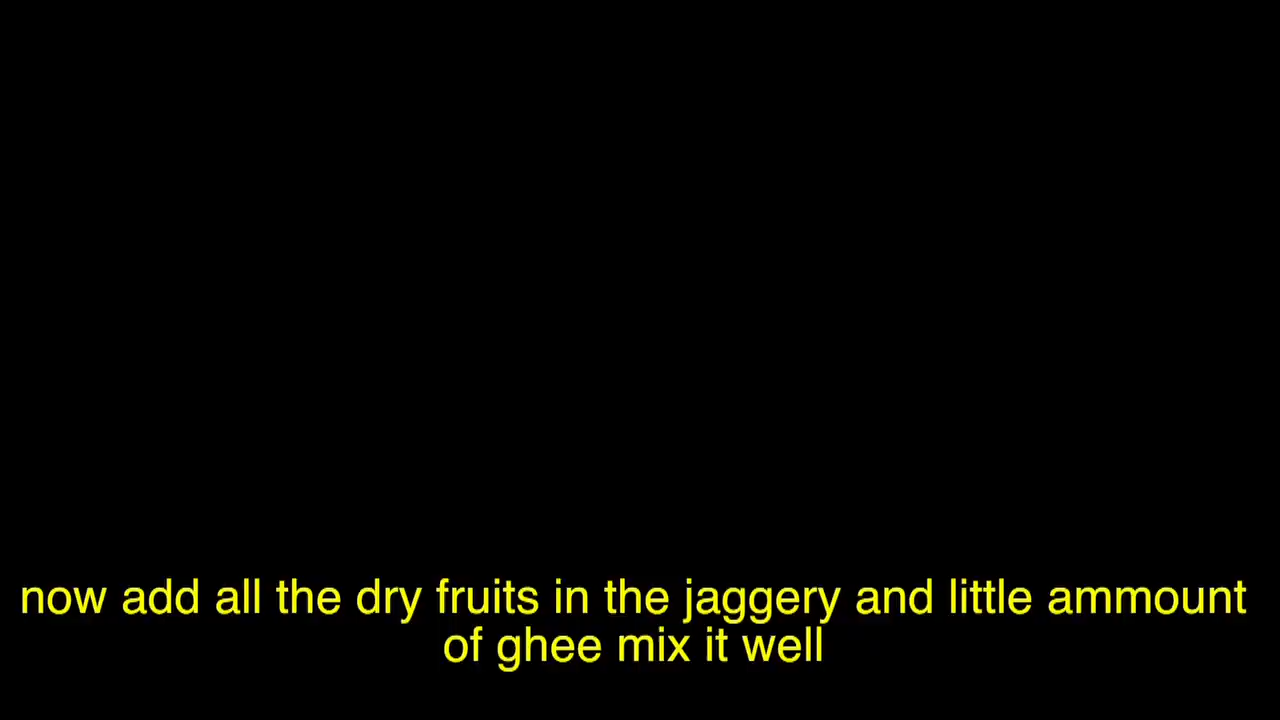 now add all the dry fruits in the jaggery and little ammount
of ghee mix it well